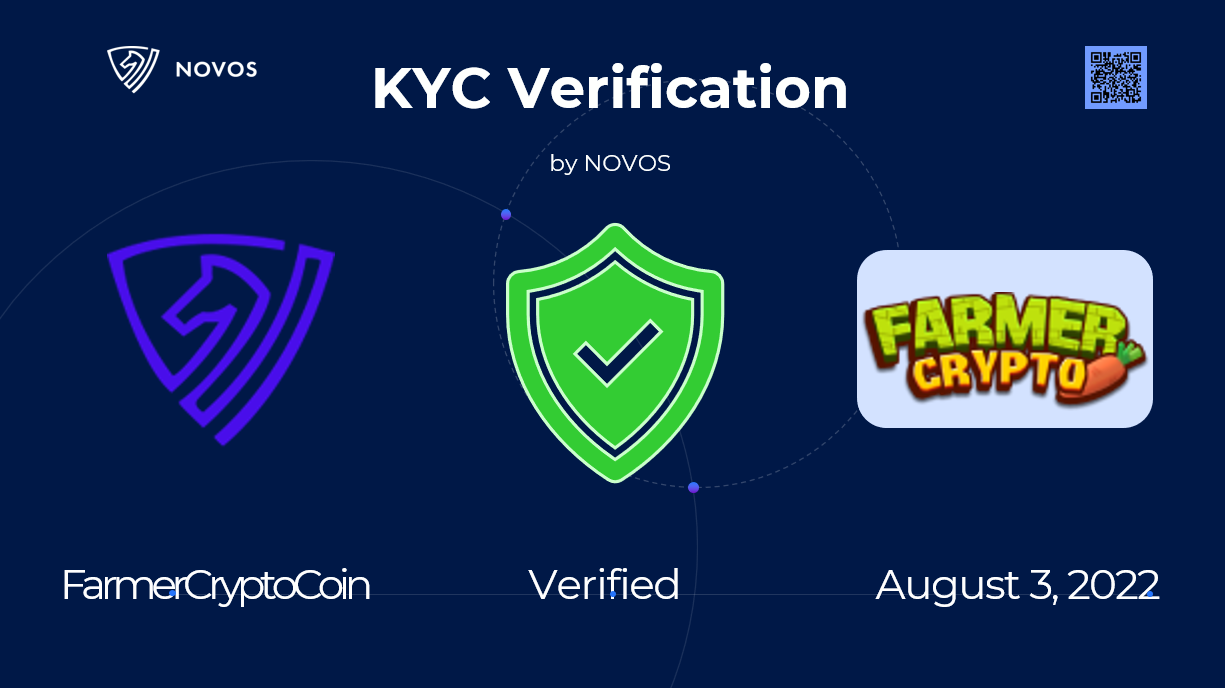 NOVOS
KYC Verification
by NOVOS
FARMER
CRYPTO
FarmerCryptoCoin
Verified
August 3, 2022